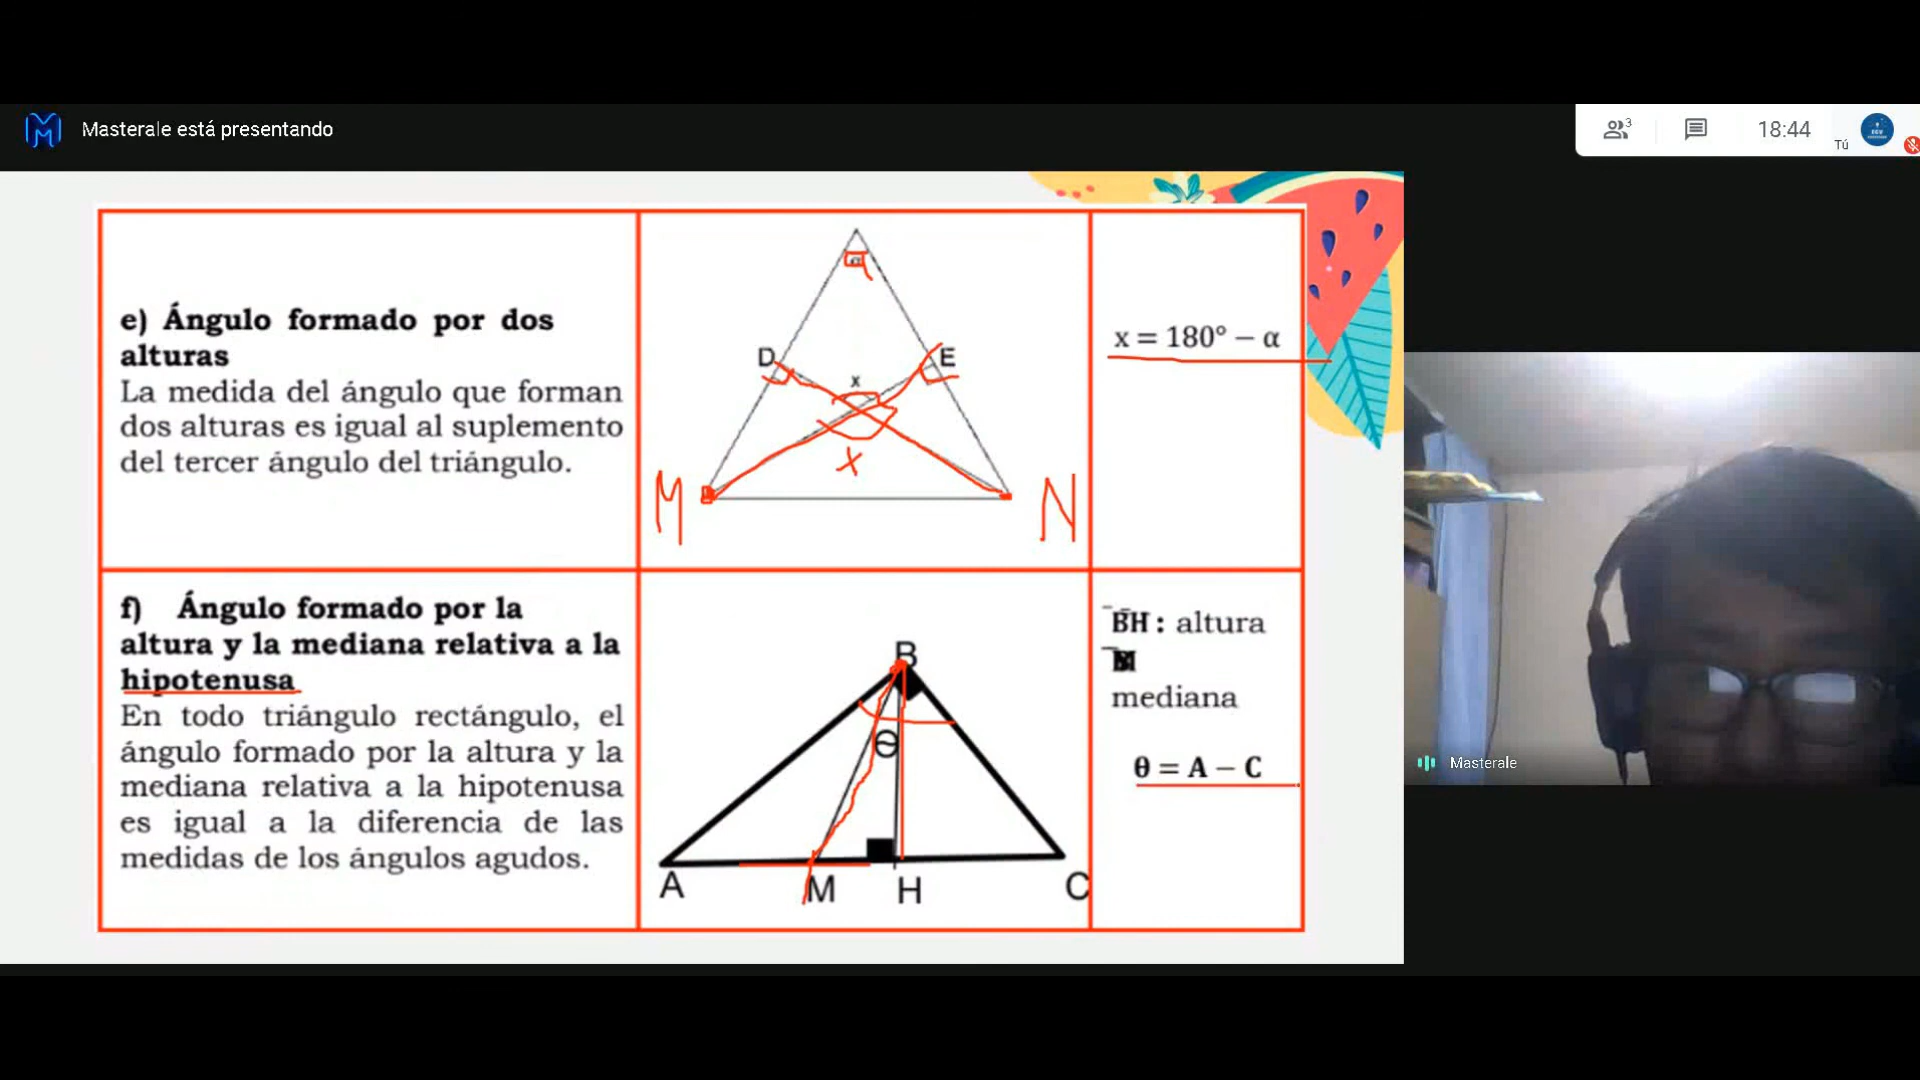 Masterale está presentando
3
18:44
Tú
e) Ángulo formado por dos
alturas
La medida del ángulo que forman
dos alturas es igual al suplemento
del tercer ángulo del triángulo.
α
D
E
x
x
M
N
x = 180° − α
f) Ángulo formado por la
altura y la mediana relativa a la
hipotenusa
En todo triángulo rectángulo, el
ángulo formado por la altura y la
mediana relativa a la hipotenusa
es igual a la diferencia de las
medidas de los ángulos agudos.
B
θ
A
M
H
C
BH : altura
mediana
θ = A − C
Masterale